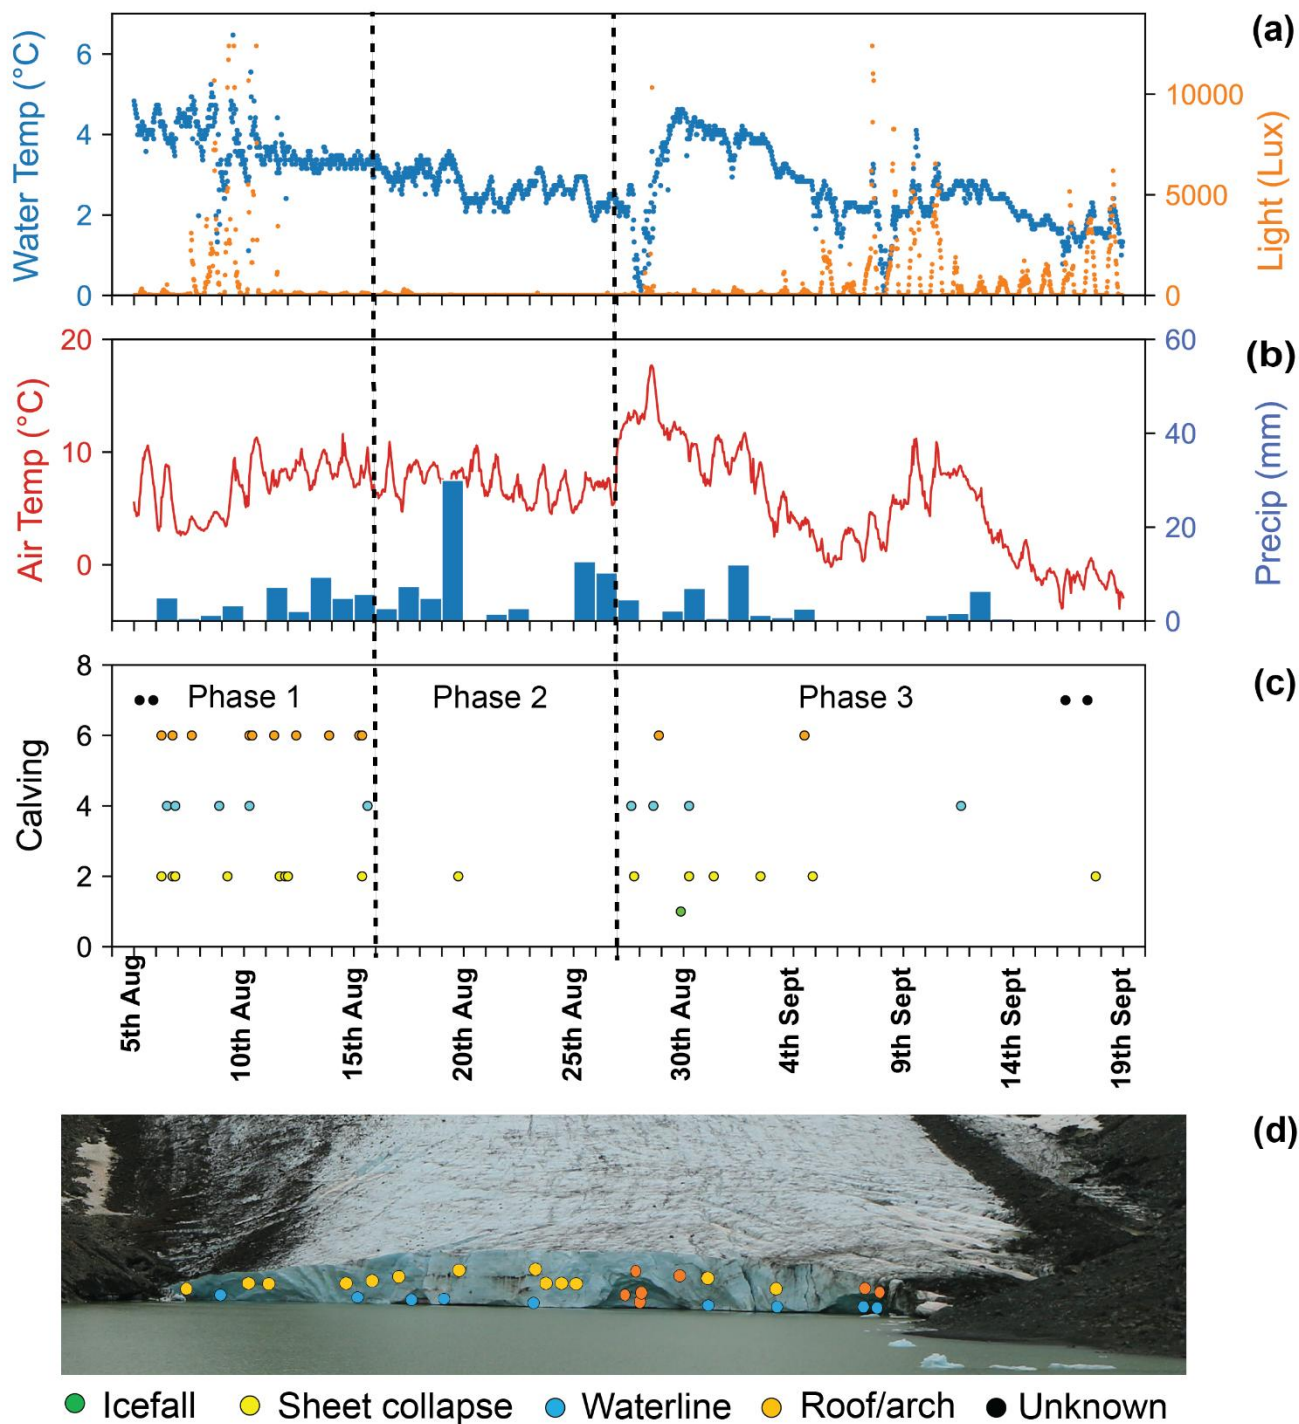 (a)
Water Temp (°C)
6
4
2
0
Light (Lux)
10000
5000
0
(b)
Air Temp (°C)
20
10
0
Precip (mm)
60
40
20
0
(c)
Calving
8
6
4
2
0
Phase 1
Phase 2
Phase 3
5th Aug
10th Aug
15th Aug
20th Aug
25th Aug
30th Aug
4th Sept
9th Sept
14th Sept
19th Sept
(d)
Icefall
Sheet collapse
Waterline
Roof/arch
Unknown